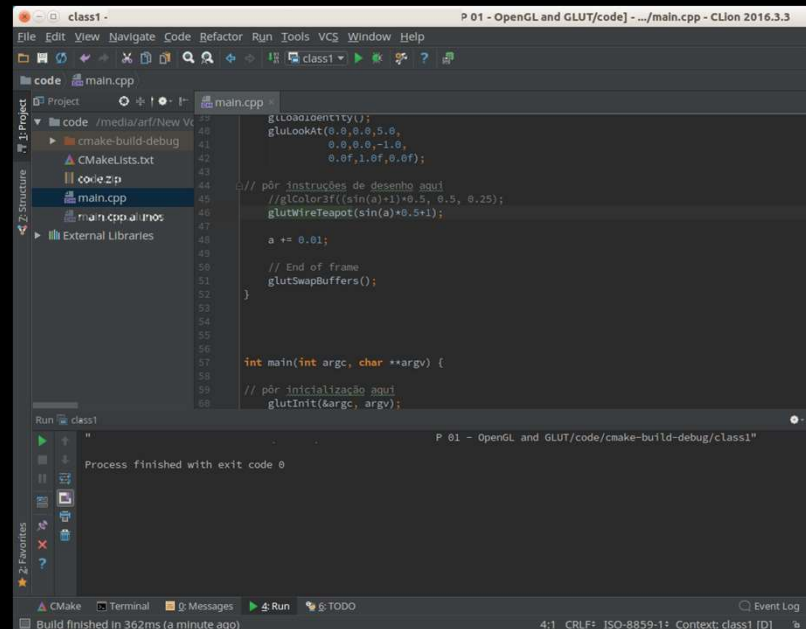 class1 - P 01 - OpenGL and GLUT/code] - .../main.cpp - CLion 2016.3.3
File Edit View Navigate Code Refactor Run Tools VCS Window Help
class1
code main.cpp
1: Project
Project
main.cpp
code /media/arf/New Vo
cmake-build-debug
CMakeLists.txt
code.zip
main.cpp
main.cpp.alunos
External Libraries
7: Structure
39 glLoadIdentity();
40 gluLookAt(0.0,0.0,5.0,
41 0.0,0.0,-1.0,
42 0.0f,1.0f,0.0f);
43
44 // pôr instruções de desenho aqui
45 //glColor3f((sin(a)+1)*0.5, 0.5, 0.25);
46 glutWireTeapot(sin(a)*0.5+1);
47
48 a += 0.01;
49
50 // End of frame
51 glutSwapBuffers();
52 }
53
54
55
56
57 int main(int argc, char **argv) {
58
59 // pôr inicialização aqui
60 glutInit(&argc, argv);
Run class1
" P 01 - OpenGL and GLUT/code/cmake-build-debug/class1"
Process finished with exit code 0
2: Favorites
CMake Terminal 0: Messages 4: Run 6: TODO Event Log
Build finished in 362ms (a minute ago) 4:1 CRLF÷ ISO-8859-1÷ Context: class1 [D]